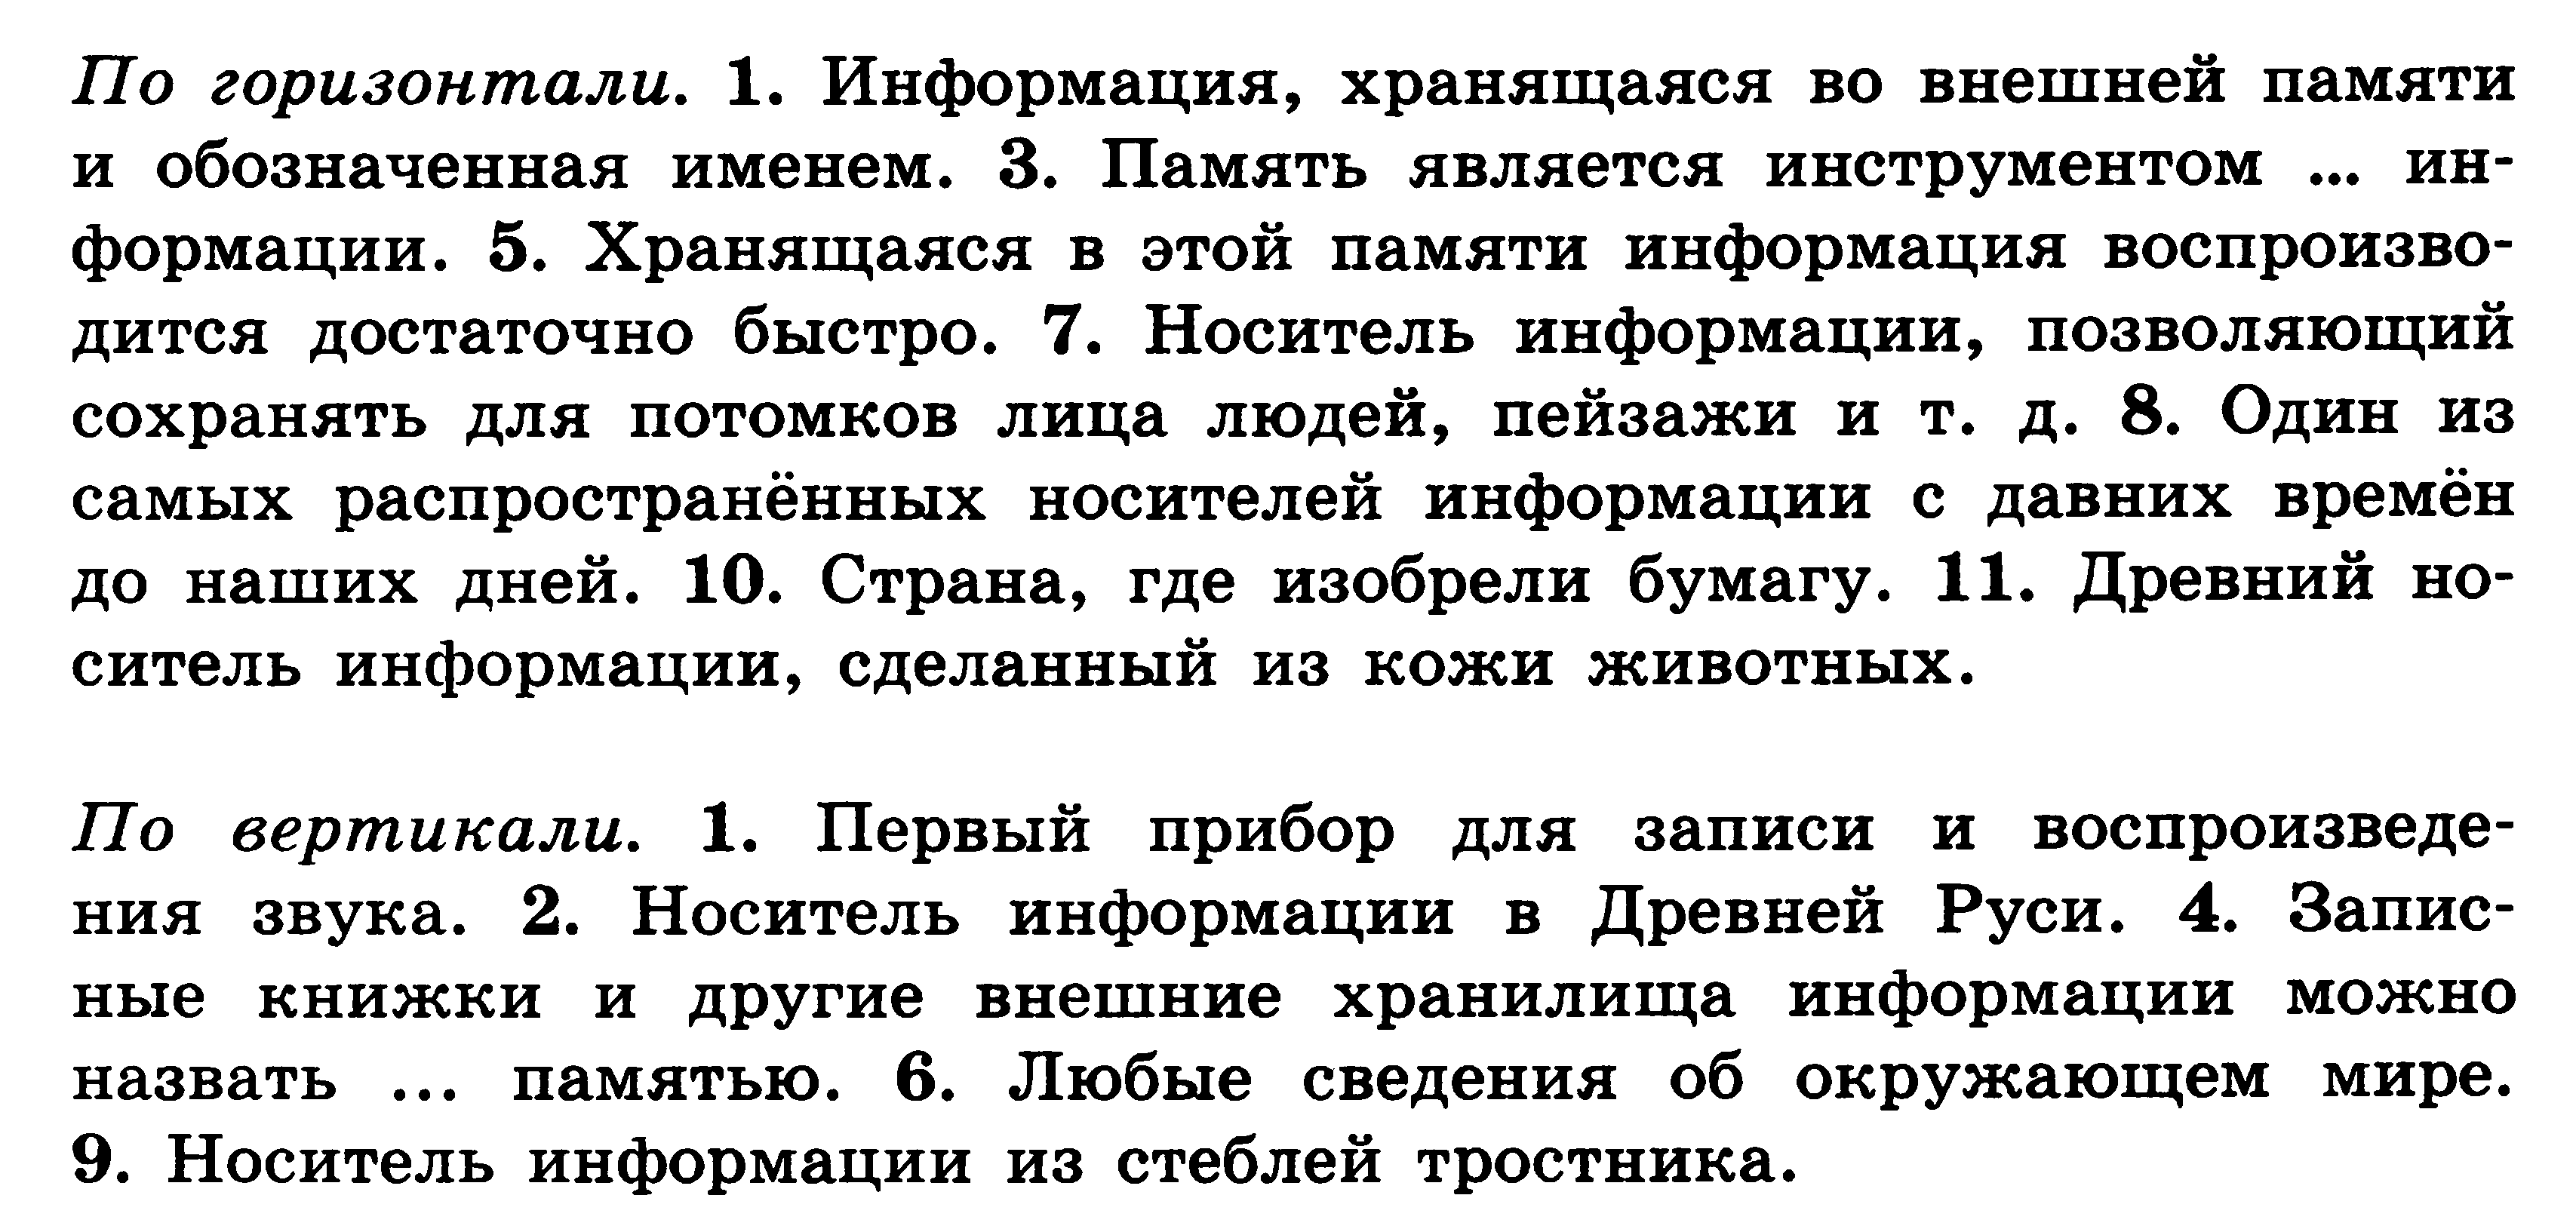 По горизонтали. 1. Информация, хранящаяся во внешней памяти
и обозначенная именем. 3. Память является инструментом ... ин-
формации. 5. Хранящаяся в этой памяти информация воспроизво-
дится достаточно быстро. 7. Носитель информации, позволяющий
сохранять для потомков лица людей, пейзажи и т. д. 8. Один из
самых распространённых носителей информации с давних времён
до наших дней. 10. Страна, где изобрели бумагу. 11. Древний но-
ситель информации, сделанный из кожи животных.
По вертикали. 1. Первый прибор для записи и воспроизведе-
ния звука. 2. Носитель информации в Древней Руси. 4. Запис-
ные книжки и другие внешние хранилища информации можно
назвать ... памятью. 6. Любые сведения об окружающем мире.
9. Носитель информации из стеблей тростника.